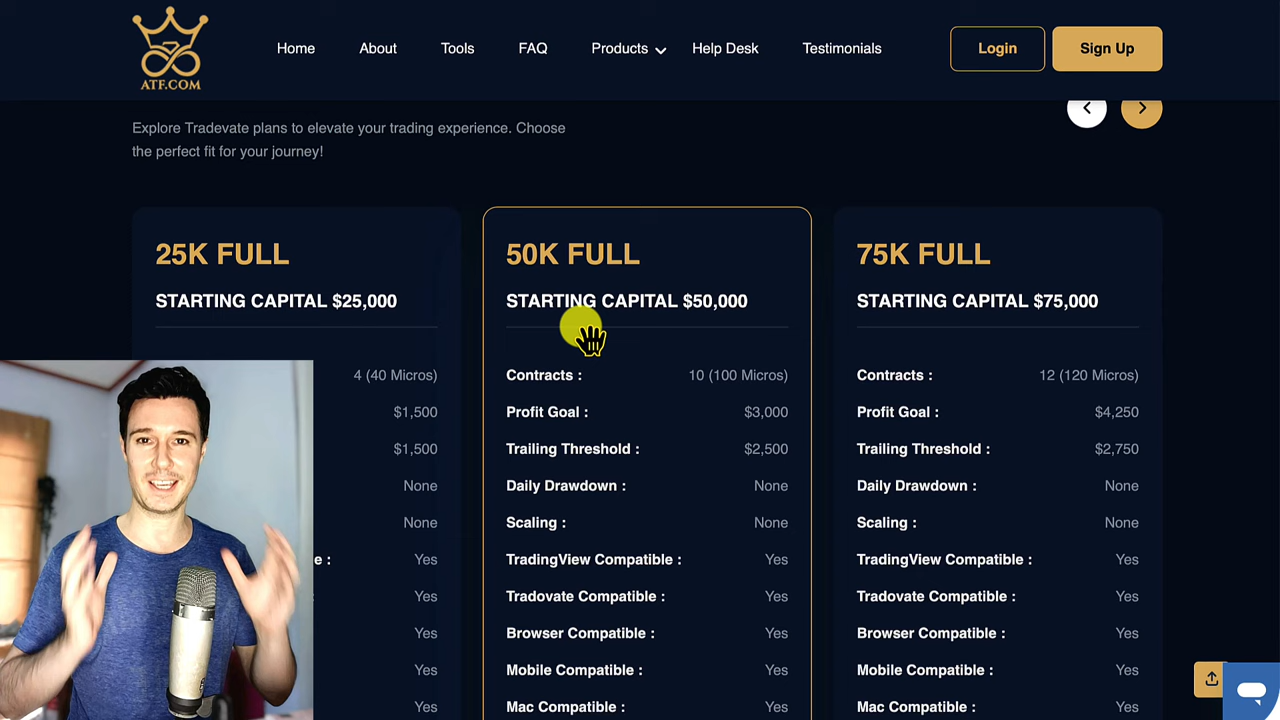 ATF.COM
Home About Tools FAQ Products Help Desk Testimonials Login Sign Up
Explore Tradevate plans to elevate your trading experience. Choose
the perfect fit for your journey!
25K FULL
STARTING CAPITAL $25,000
4 (40 Micros)
$1,500
$1,500
None
None
e : Yes
Yes
Yes
Yes
Yes
50K FULL
STARTING CAPITAL $50,000
Contracts : 10 (100 Micros)
Profit Goal : $3,000
Trailing Threshold : $2,500
Daily Drawdown : None
Scaling : None
TradingView Compatible : Yes
Tradovate Compatible : Yes
Browser Compatible : Yes
Mobile Compatible : Yes
Mac Compatible : Yes
75K FULL
STARTING CAPITAL $75,000
Contracts : 12 (120 Micros)
Profit Goal : $4,250
Trailing Threshold : $2,750
Daily Drawdown : None
Scaling : None
TradingView Compatible : Yes
Tradovate Compatible : Yes
Browser Compatible : Yes
Mobile Compatible : Yes
Mac Compatible : Yes